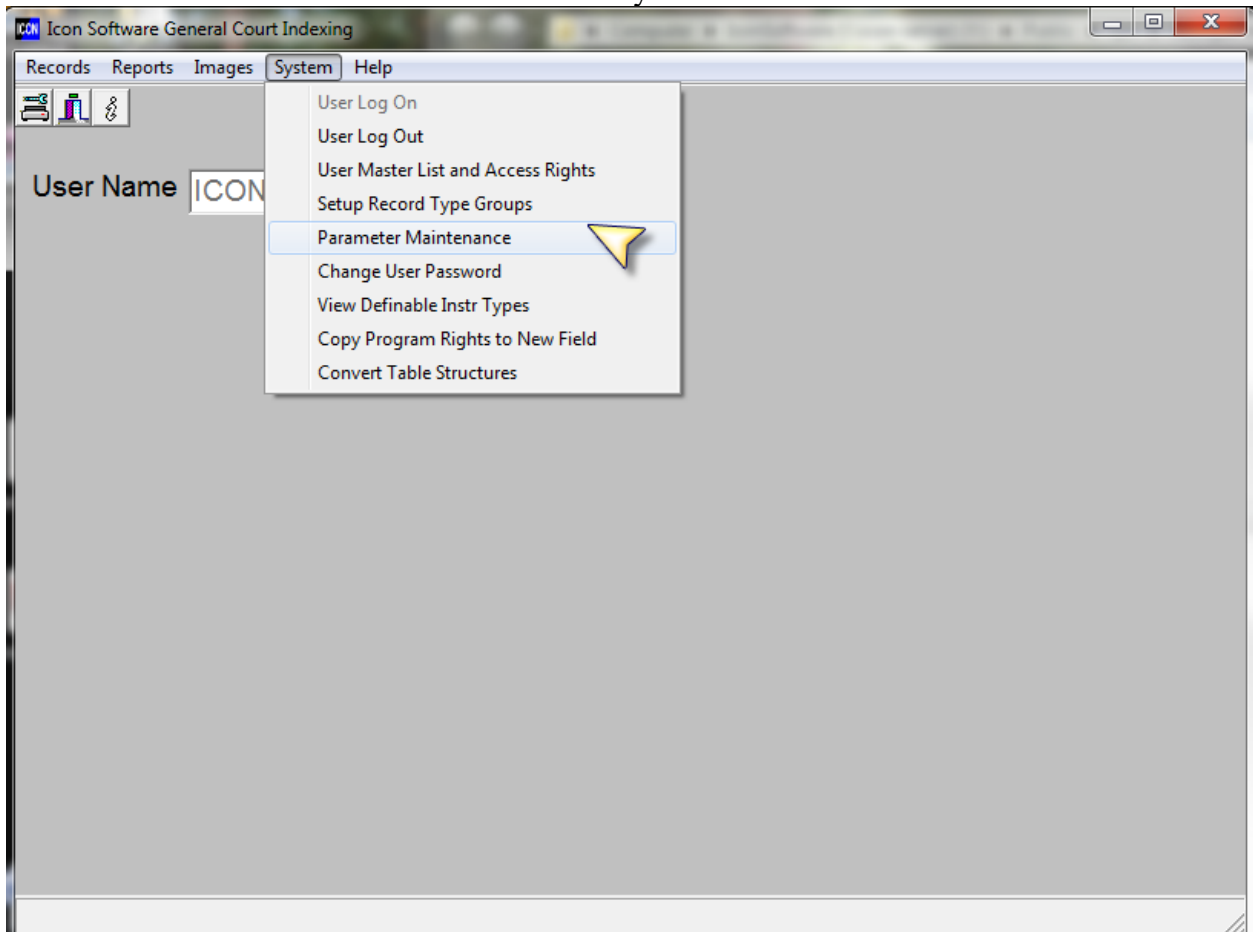 ICON Icon Software General Court Indexing
Records Reports Images System Help
User Log On
User Log Out
User Master List and Access Rights
User Name ICON
Setup Record Type Groups
Parameter Maintenance
Change User Password
View Definable Instr Types
Copy Program Rights to New Field
Convert Table Structures